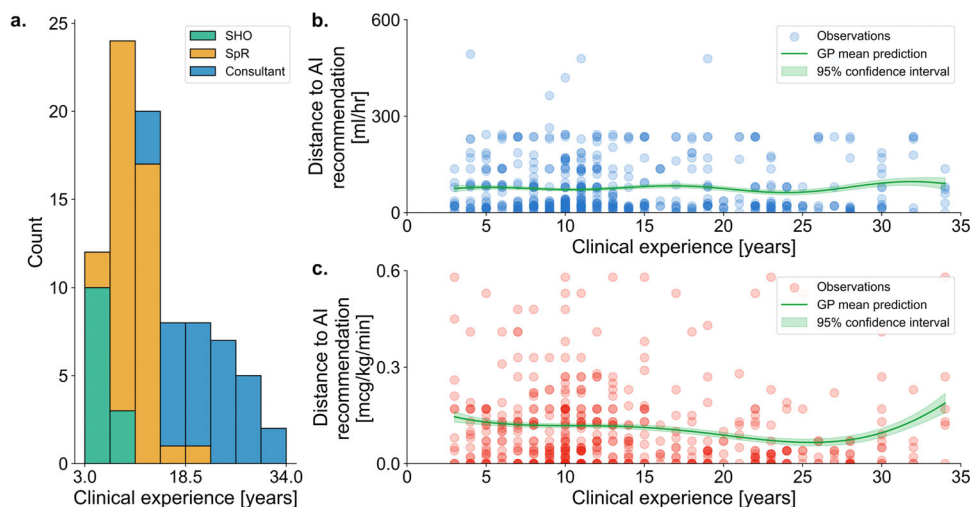 a.
25
20
15
10
5
0
Count
SHO
SpR
Consultant
3.0 18.5 34.0
Clinical experience [years]
b.
600
300
0
Distance to AI
recommendation
[ml/hr]
Observations
GP mean prediction
95% confidence interval
5 10 15 20 25 30 35
Clinical experience [years]
c.
0.6
0.3
0.0
Distance to AI
recommendation
[mcg/kg/min]
Observations
GP mean prediction
95% confidence interval
5 10 15 20 25 30 35
Clinical experience [years]